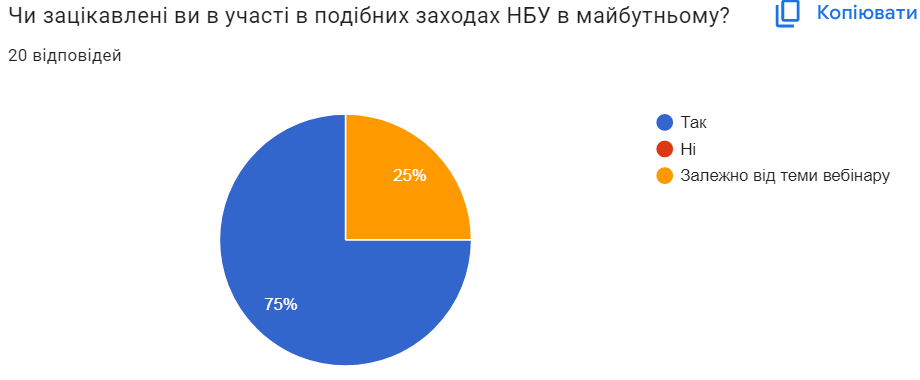 Чи зацікавлені ви в участі в подібних заходах НБУ в майбутньому?
Копіювати
20 відповідей
Так
Ні
Залежно від теми вебінару
25%
75%